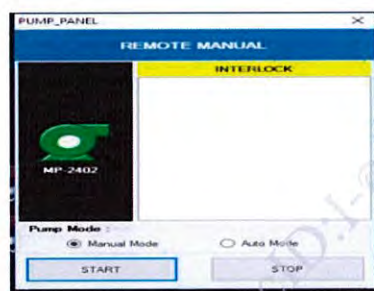 PUMP_PANEL
REMOTE MANUAL
INTERLOCK
MP-2402
Pump Mode :
Manual Mode
Auto Mode
START
STOP